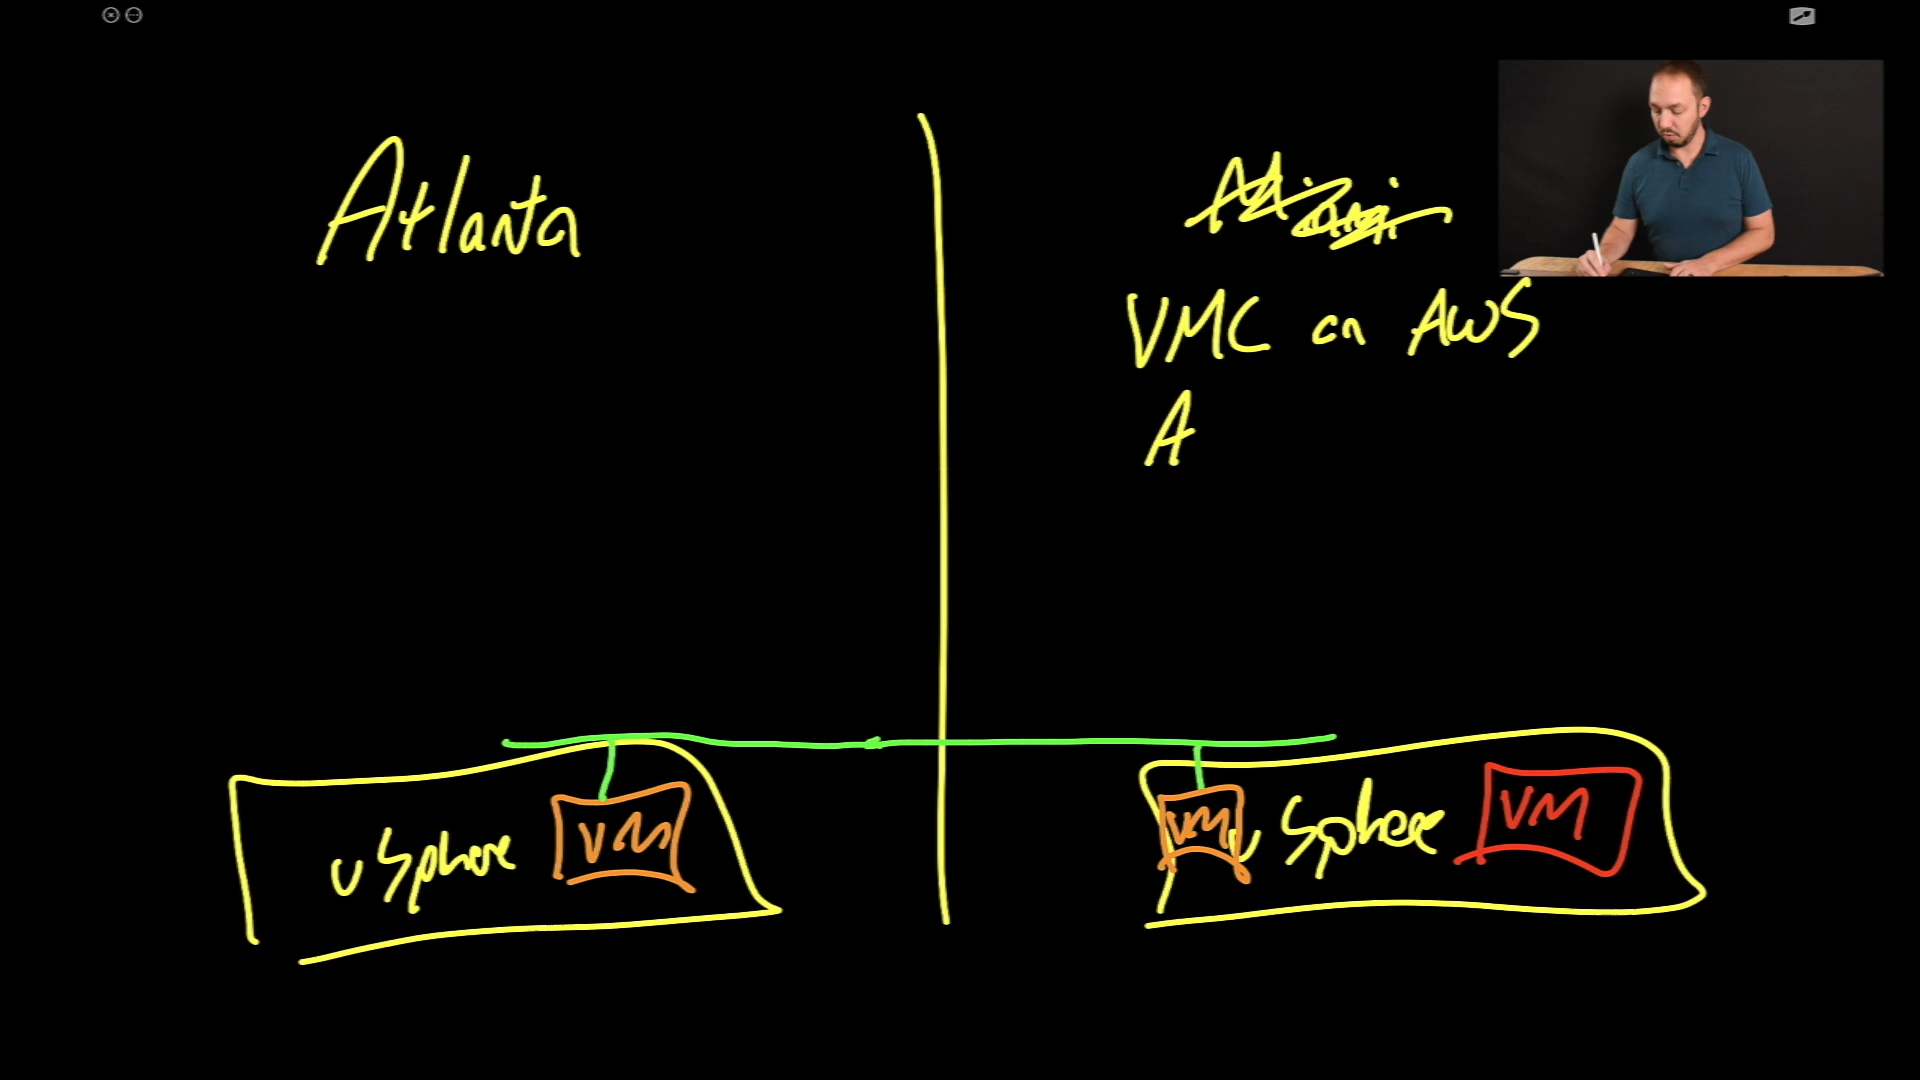 Atlanta
VMC on AWS
A
vSphere VM
VM vSphere VM